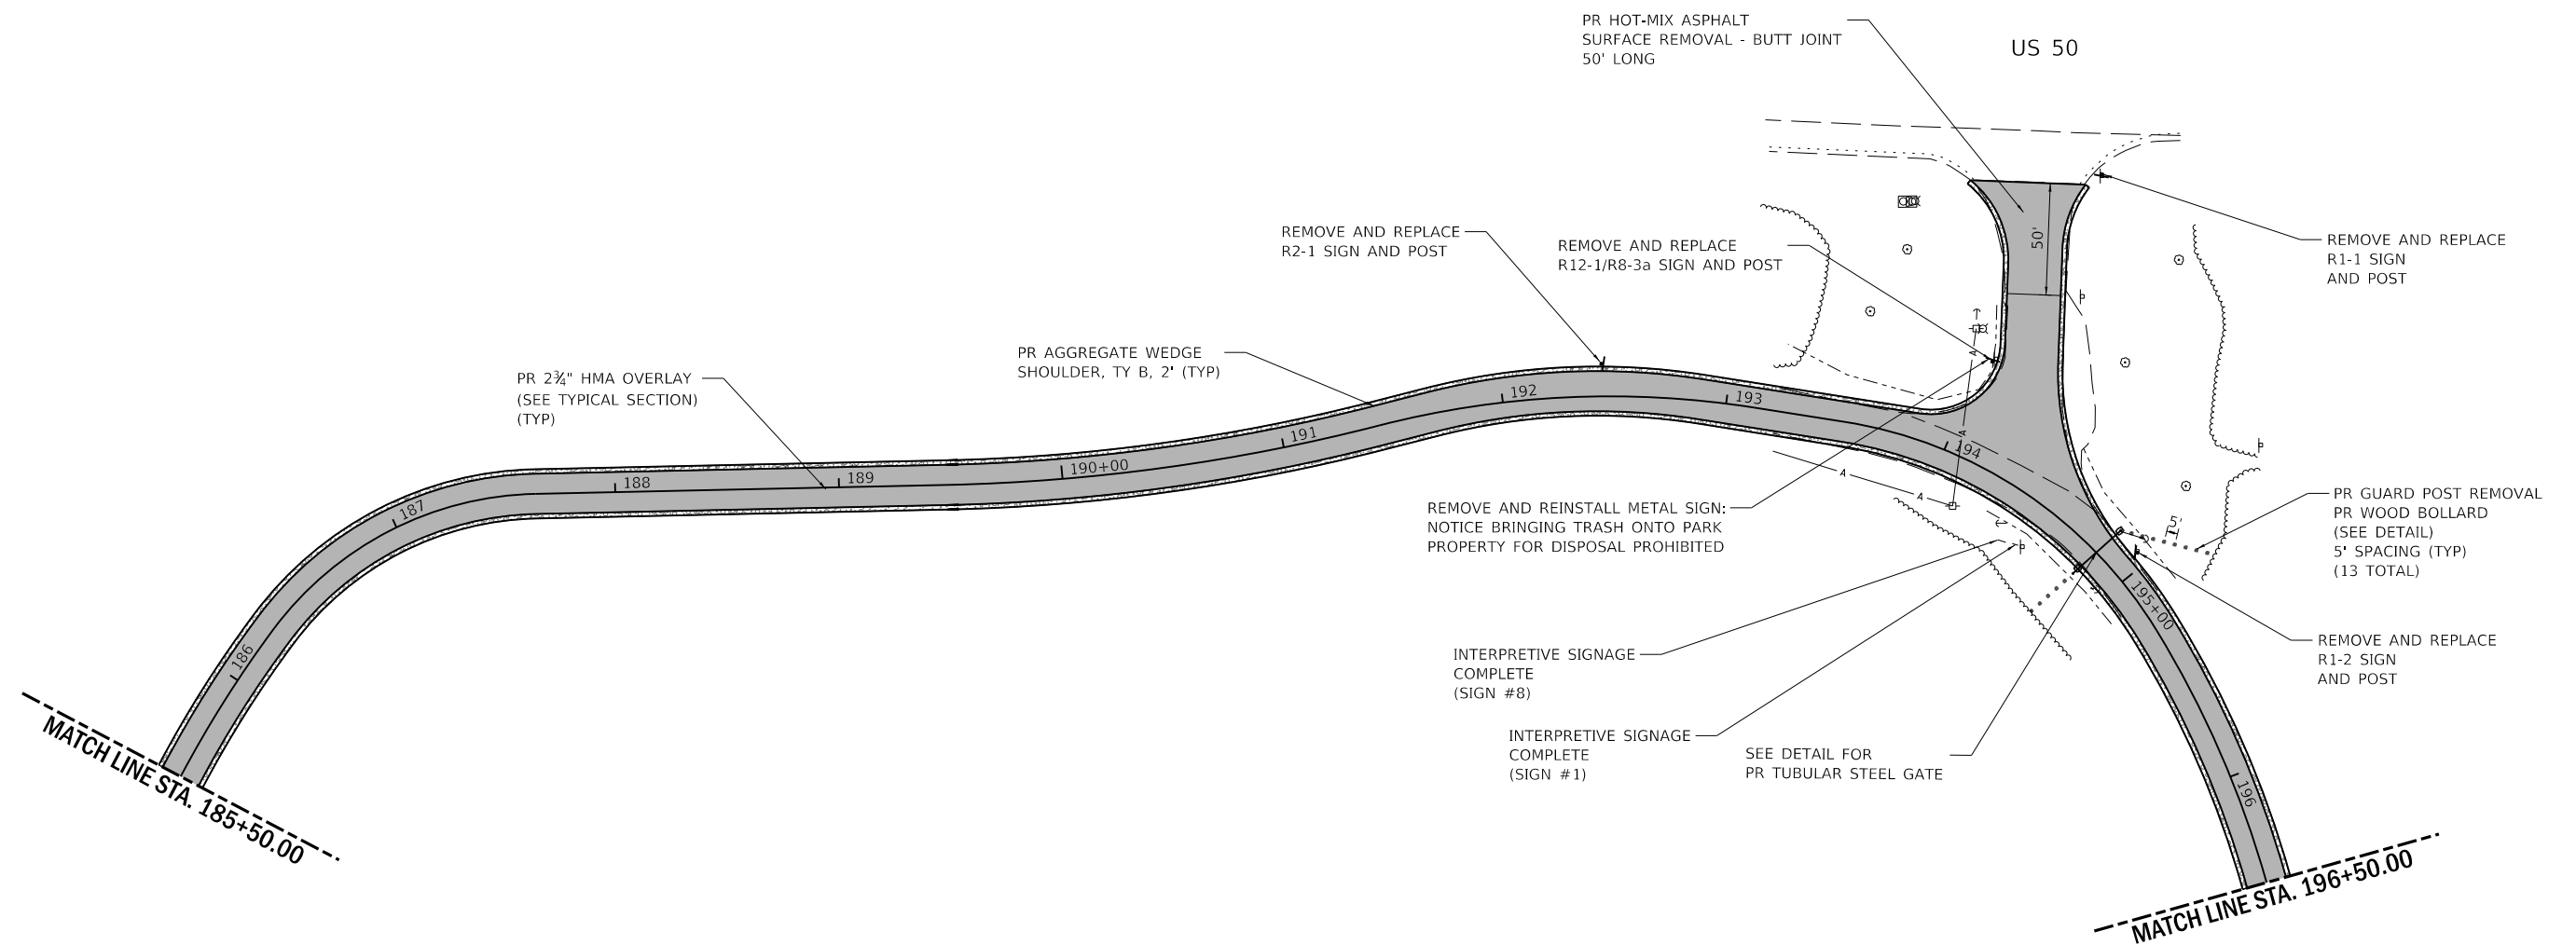 PR HOT-MIX ASPHALT
SURFACE REMOVAL - BUTT JOINT
50' LONG
US 50
REMOVE AND REPLACE
R2-1 SIGN AND POST
REMOVE AND REPLACE
R12-1/R8-3a SIGN AND POST
50'
REMOVE AND REPLACE
R1-1 SIGN
AND POST
PR AGGREGATE WEDGE
SHOULDER, TY B, 2' (TYP)
PR 2¾" HMA OVERLAY
(SEE TYPICAL SECTION)
(TYP)
186
187
188
189
190+00
191
192
193
194
195+00
196
A
A
A
A
REMOVE AND REINSTALL METAL SIGN:
NOTICE BRINGING TRASH ONTO PARK
PROPERTY FOR DISPOSAL PROHIBITED
5'
PR GUARD POST REMOVAL
PR WOOD BOLLARD
(SEE DETAIL)
5' SPACING (TYP)
(13 TOTAL)
INTERPRETIVE SIGNAGE
COMPLETE
(SIGN #8)
REMOVE AND REPLACE
R1-2 SIGN
AND POST
INTERPRETIVE SIGNAGE
COMPLETE
(SIGN #1)
SEE DETAIL FOR
PR TUBULAR STEEL GATE
MATCH LINE STA. 185+50.00
MATCH LINE STA. 196+50.00